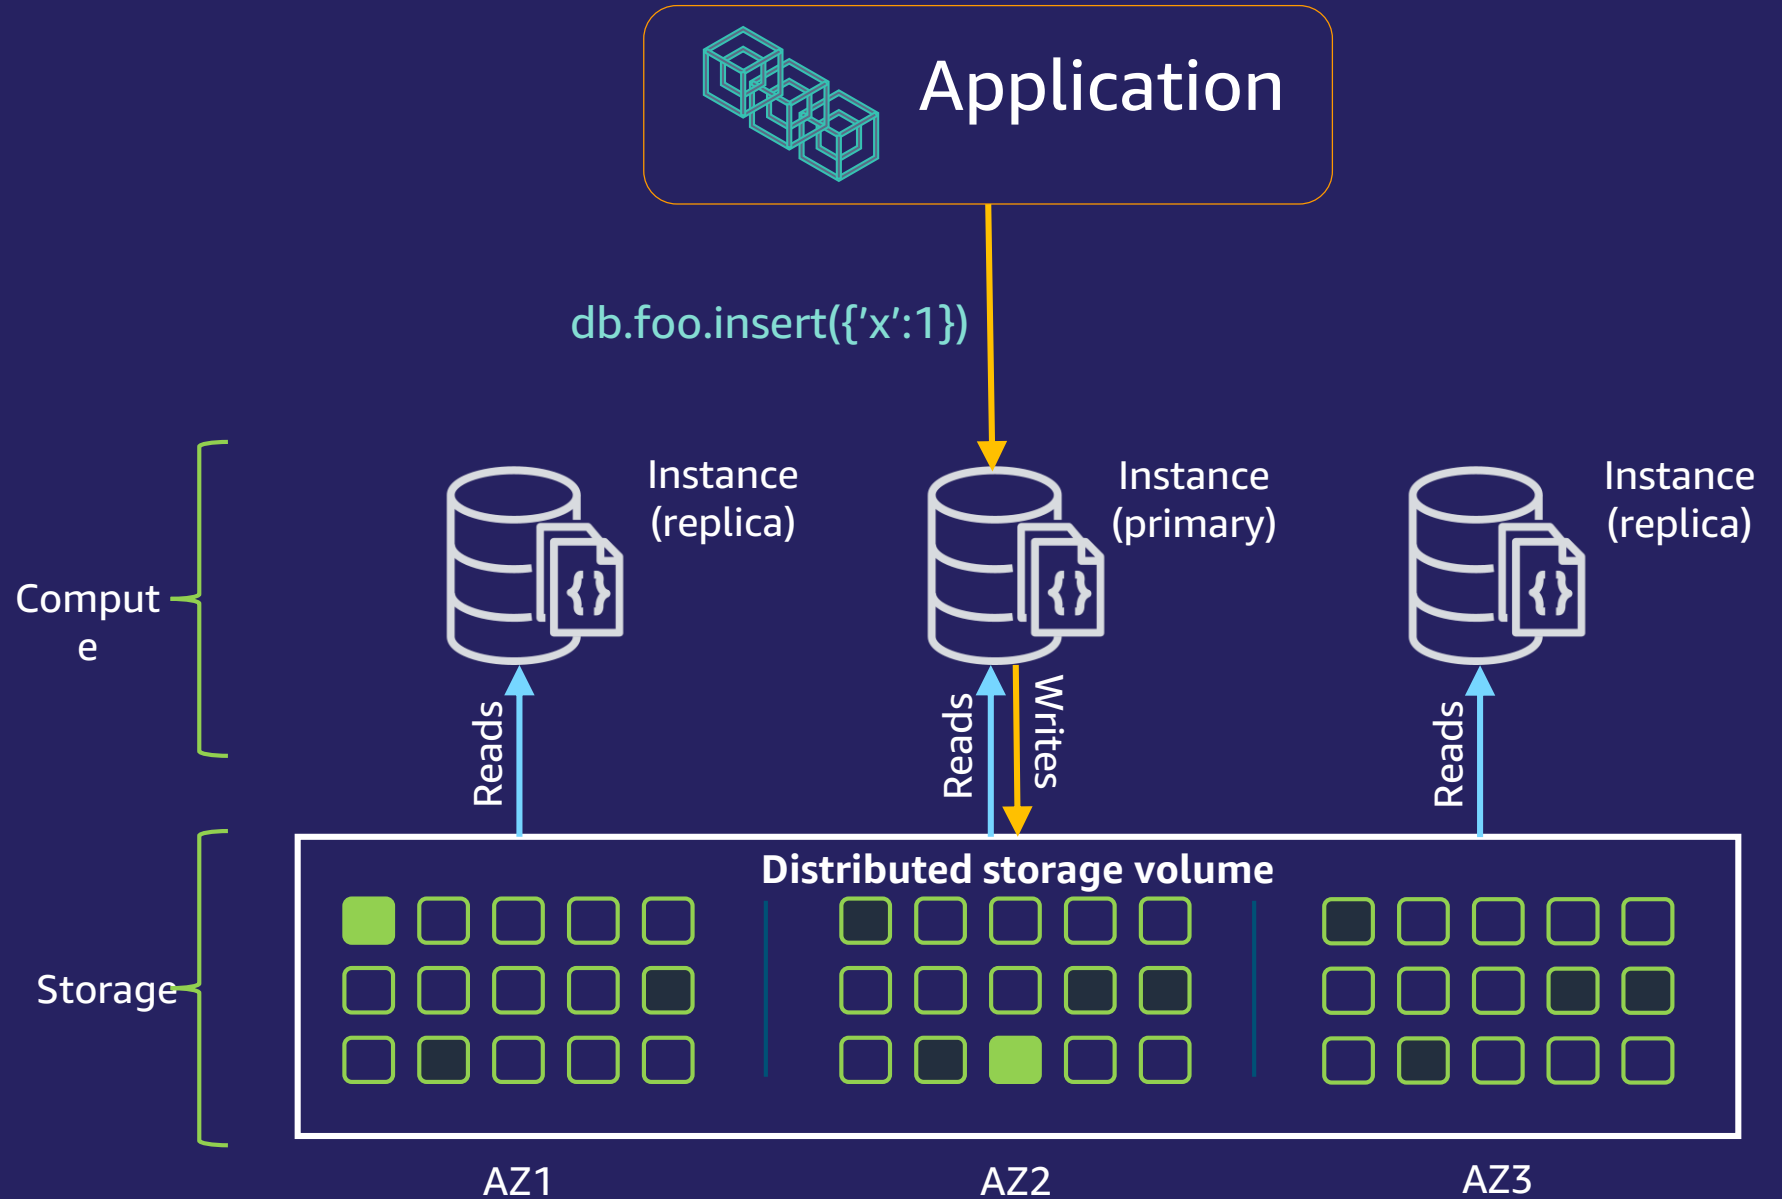 Application
db.foo.insert({’x’:1})
Instance
(replica)
Instance
(primary)
Instance
(replica)
Comput
e
{}
{}
{}
Reads
Reads
Writes
Reads
Distributed storage volume
Storage
AZ1
AZ2
AZ3